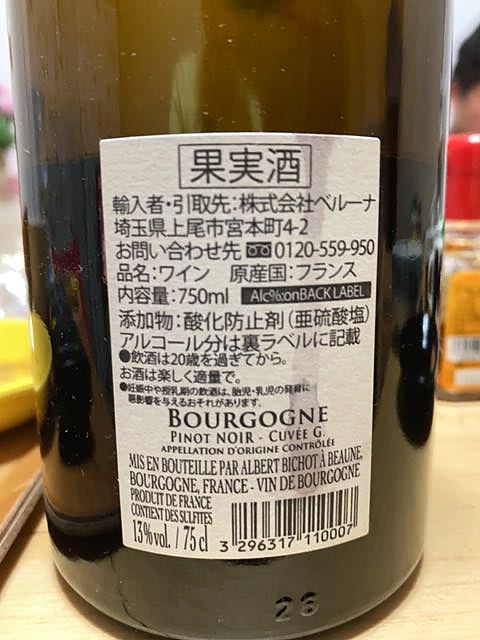 果実酒
輸入者・引取先：株式会社ベルーナ
埼玉県上尾市宮本町4-2
お問い合わせ先 0120-559-950
品名：ワイン 原産国：フランス
内容量：750ml Alc%:onBACK LABEL
添加物：酸化防止剤（亜硫酸塩）
アルコール分は裏ラベルに記載
●飲酒は20歳を過ぎてから。
お酒は楽しく適量で。
●妊娠中や授乳期の飲酒は、胎児・乳児の発育に
悪影響を与えるおそれがあります。
BOURGOGNE
PINOT NOIR - CUVÉE G.
APPELLATION D'ORIGINE CONTRÔLÉE
MIS EN BOUTEILLE PAR ALBERT BICHOT À BEAUNE,
BOURGOGNE, FRANCE - VIN DE BOURGOGNE
PRODUIT DE FRANCE
CONTIENT DES SULFITES
13% vol. / 75 cl
3 296317 110007